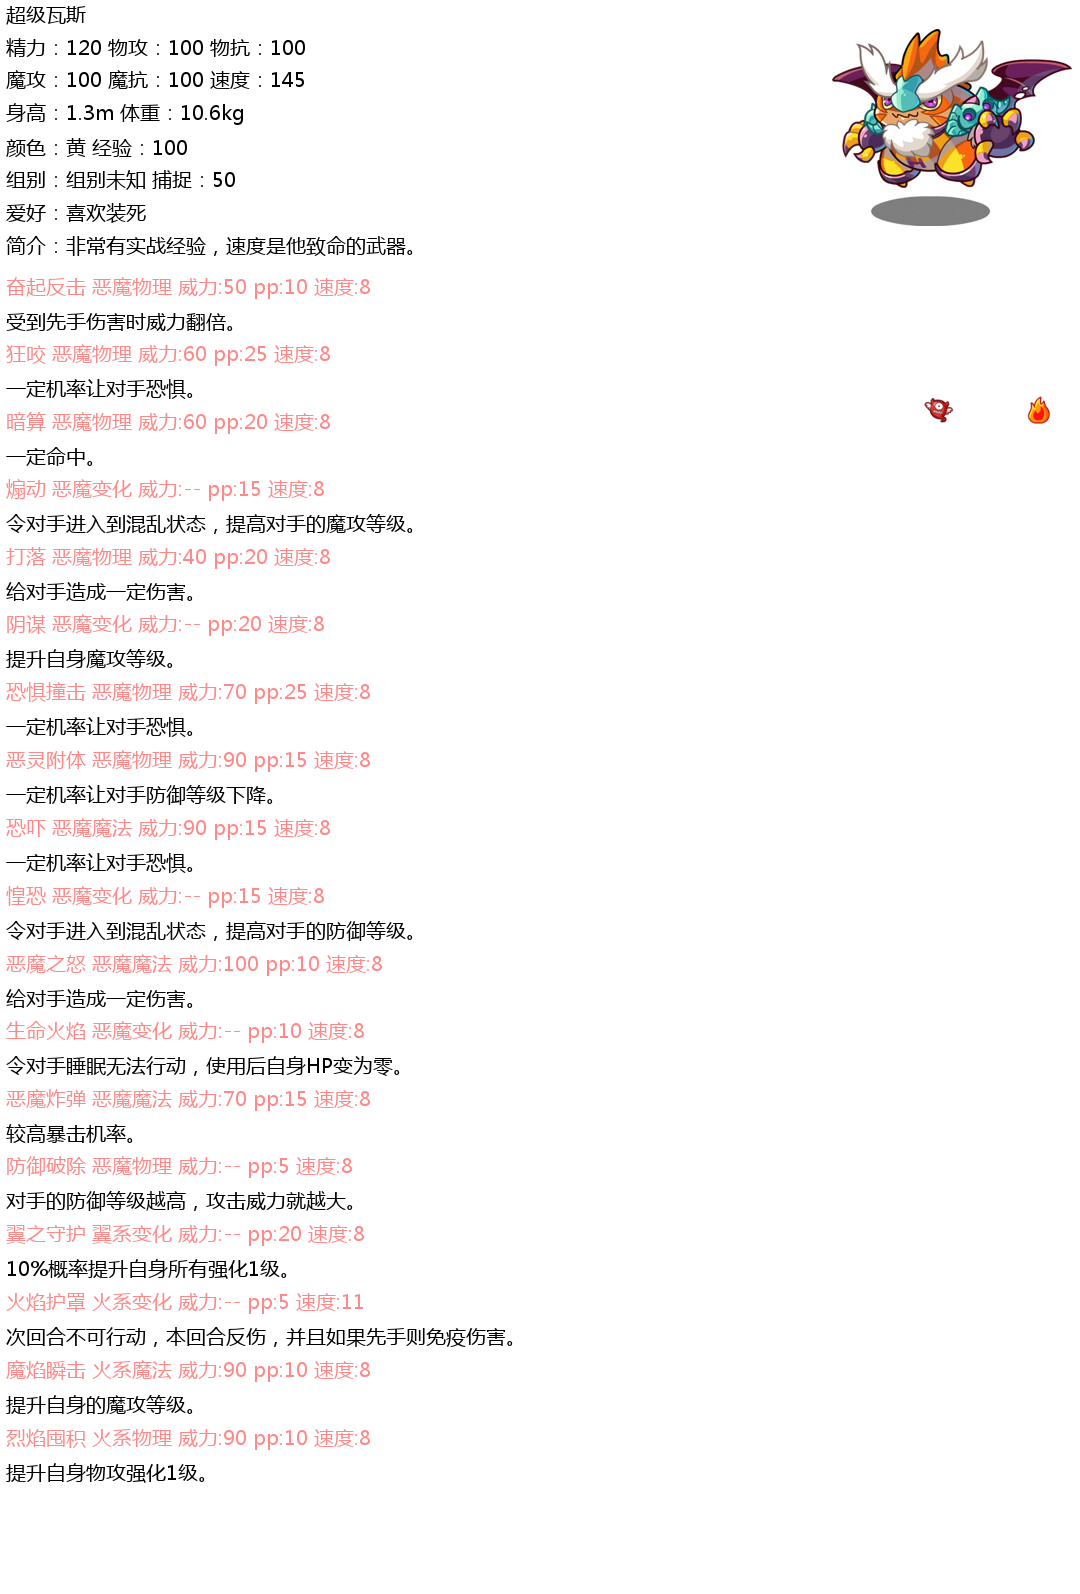 超级瓦斯
精力：120 物攻：100 物抗：100
魔攻：100 魔抗：100 速度：145
身高：1.3m 体重：10.6kg
颜色：黄 经验：100
组别：组别未知 捕捉：50
爱好：喜欢装死
简介：非常有实战经验，速度是他致命的武器。
奋起反击 恶魔物理 威力:50 pp:10 速度:8
受到先手伤害时威力翻倍。
狂咬 恶魔物理 威力:60 pp:25 速度:8
一定机率让对手恐惧。
暗算 恶魔物理 威力:60 pp:20 速度:8
一定命中。
煽动 恶魔变化 威力:-- pp:15 速度:8
令对手进入到混乱状态，提高对手的魔攻等级。
打落 恶魔物理 威力:40 pp:20 速度:8
给对手造成一定伤害。
阴谋 恶魔变化 威力:-- pp:20 速度:8
提升自身魔攻等级。
恐惧撞击 恶魔物理 威力:70 pp:25 速度:8
一定机率让对手恐惧。
恶灵附体 恶魔物理 威力:90 pp:15 速度:8
一定机率让对手防御等级下降。
恐吓 恶魔魔法 威力:90 pp:15 速度:8
一定机率让对手恐惧。
惶恐 恶魔变化 威力:-- pp:15 速度:8
令对手进入到混乱状态，提高对手的防御等级。
恶魔之怒 恶魔魔法 威力:100 pp:10 速度:8
给对手造成一定伤害。
生命火焰 恶魔变化 威力:-- pp:10 速度:8
令对手睡眠无法行动，使用后自身HP变为零。
恶魔炸弹 恶魔魔法 威力:70 pp:15 速度:8
较高暴击机率。
防御破除 恶魔物理 威力:-- pp:5 速度:8
对手的防御等级越高，攻击威力就越大。
翼之守护 翼系变化 威力:-- pp:20 速度:8
10%概率提升自身所有强化1级。
火焰护罩 火系变化 威力:-- pp:5 速度:11
次回合不可行动，本回合反伤，并且如果先手则免疫伤害。
魔焰瞬击 火系魔法 威力:90 pp:10 速度:8
提升自身的魔攻等级。
烈焰囤积 火系物理 威力:90 pp:10 速度:8
提升自身物攻强化1级。